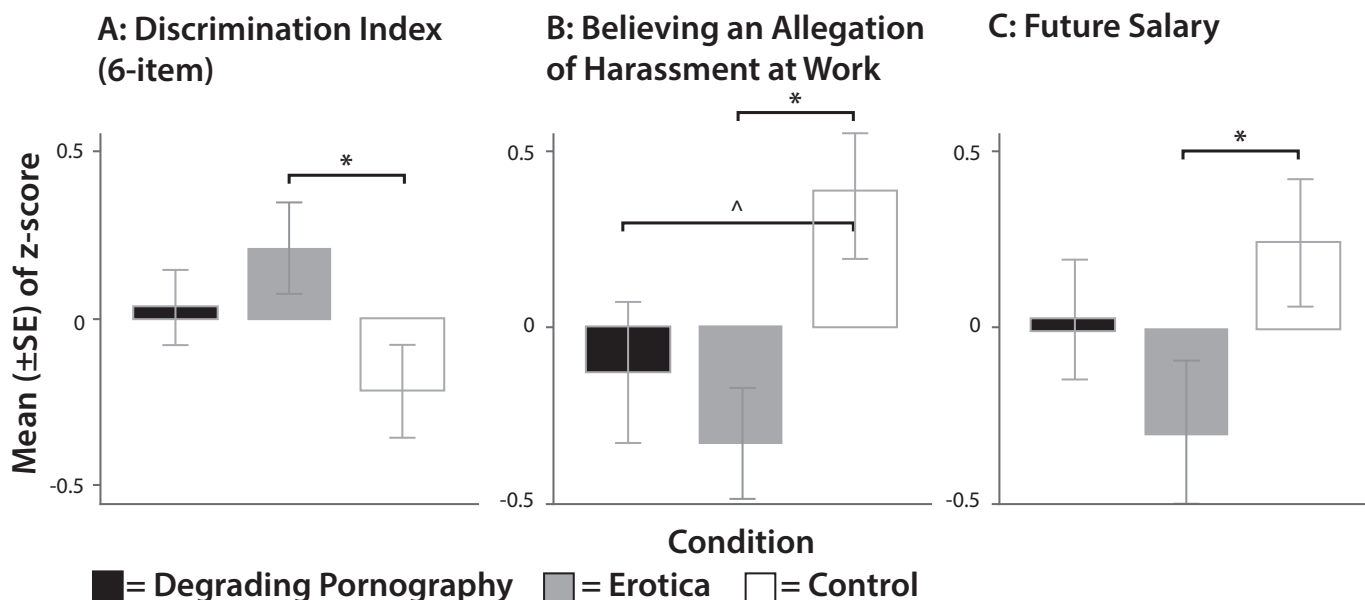 A: Discrimination Index
(6-item)
B: Believing an Allegation
of Harassment at Work
C: Future Salary
Mean (±SE) of z-score
0.5
0
-0.5
*
0.5
0
-0.5
*
^
0.5
0
-0.5
*
Condition
= Degrading Pornography = Erotica = Control